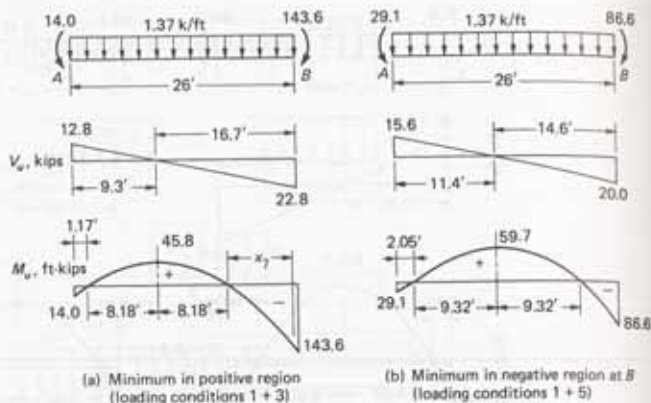 14.0 1.37 k/ft 143.6
A B
26'
12.8
16.7'
Vu, kips
9.3'
22.8
1.17'
45.8
x?
Mu, ft-kips
+
−
14.0 8.18' 8.18'
143.6
(a) Minimum in positive region
(loading conditions 1 + 3)
29.1 1.37 k/ft 86.6
A B
26'
15.6
14.6'
11.4'
20.0
2.05'
59.7
+
−
29.1 9.32' 9.32'
86.6
(b) Minimum in negative region at B
(loading conditions 1 + 5)